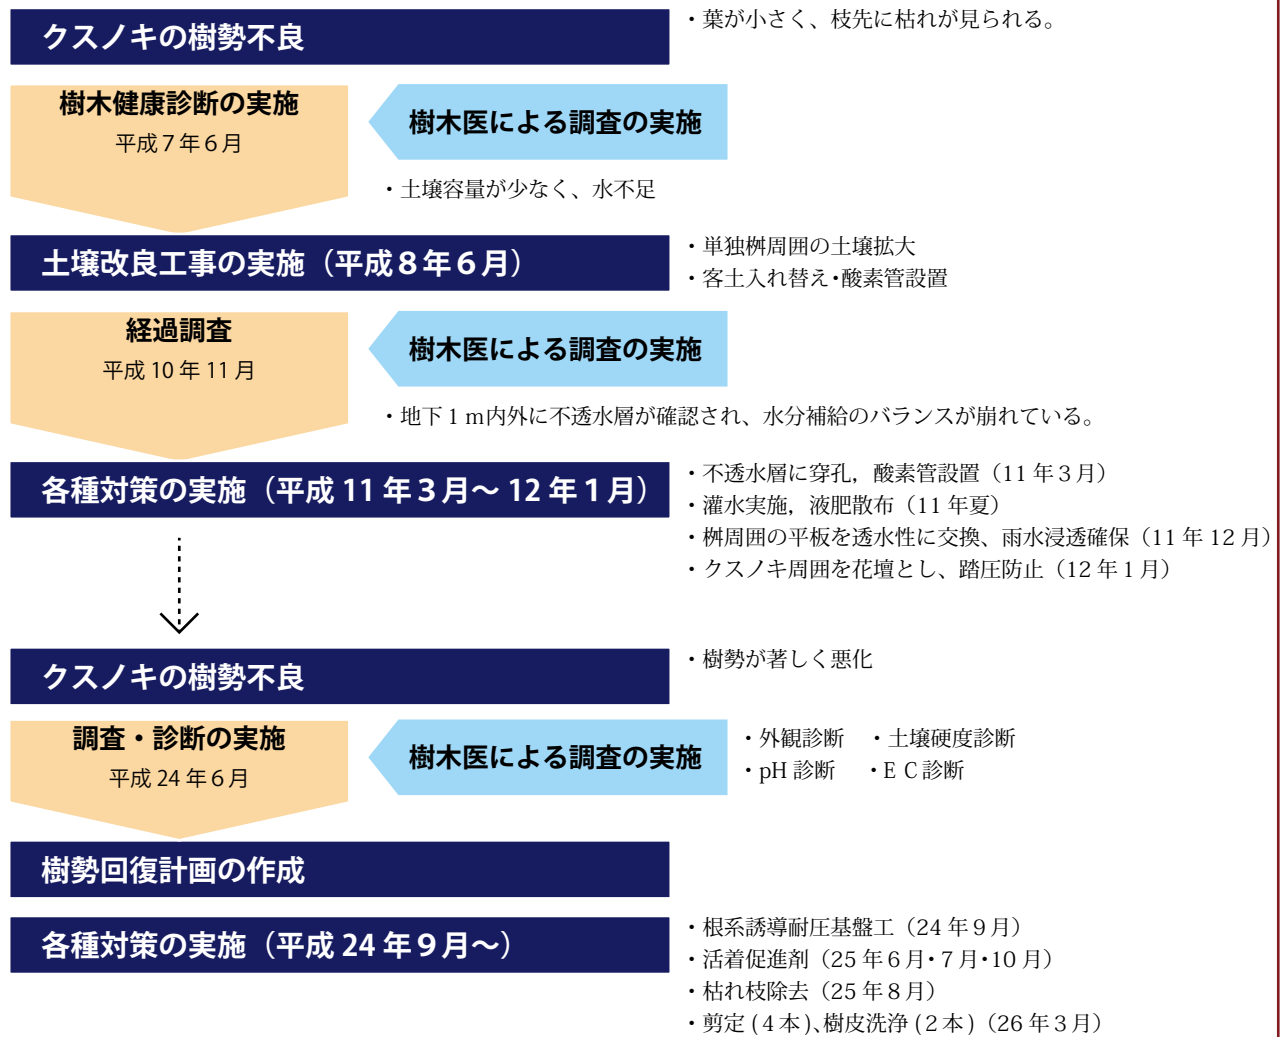 クスノキの樹勢不良
・葉が小さく、枝先に枯れが見られる。
樹木健康診断の実施
平成７年６月
樹木医による調査の実施
・土壌容量が少なく、水不足
土壌改良工事の実施（平成８年６月）
・単独桝周囲の土壌拡大
・客土入れ替え・酸素管設置
経過調査
平成 10 年 11 月
樹木医による調査の実施
・地下１ｍ内外に不透水層が確認され、水分補給のバランスが崩れている。
各種対策の実施（平成 11 年３月～ 12 年１月）
・不透水層に穿孔，酸素管設置（11 年３月）
・灌水実施，液肥散布（11 年夏）
・桝周囲の平板を透水性に交換、雨水浸透確保（11 年 12 月）
・クスノキ周囲を花壇とし、踏圧防止（12 年１月）
クスノキの樹勢不良
・樹勢が著しく悪化
調査・診断の実施
平成 24 年６月
樹木医による調査の実施
・外観診断　・土壌硬度診断
・pH 診断　・ＥＣ診断
樹勢回復計画の作成
各種対策の実施（平成 24 年９月～）
・根系誘導耐圧基盤工（24 年９月）
・活着促進剤（25 年６月・７月・10 月）
・枯れ枝除去（25 年８月）
・剪定 (４本)、樹皮洗浄 (２本)（26 年３月）